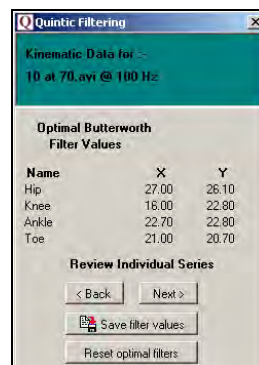 Quintic Filtering
Kinematic Data for :-
10 at 70.avi @ 100 Hz
Optimal Butterworth
Filter Values
Name X Y
Hip 27.00 26.10
Knee 16.00 22.80
Ankle 22.70 22.80
Toe 21.00 20.70
Review Individual Series
< Back Next >
Save filter values
Reset optimal filters